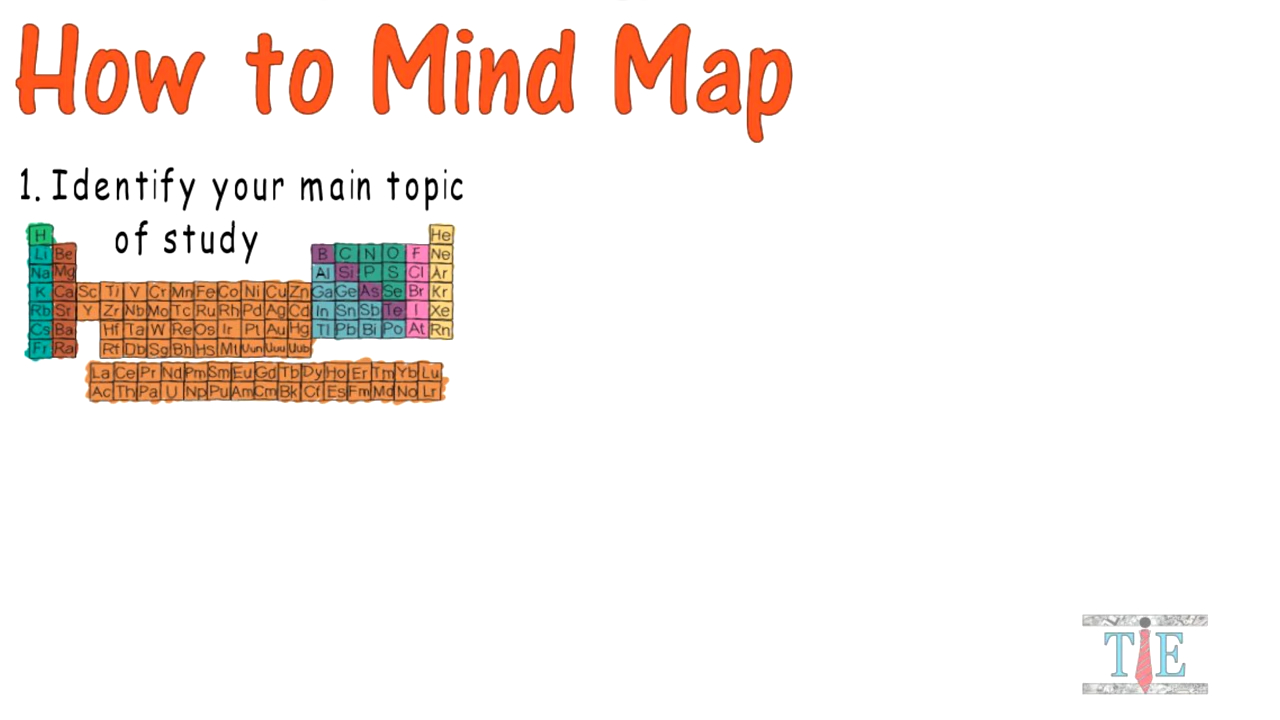 How to Mind Map
1. Identify your main topic
of study
H He
Li Be B C N O F Ne
Na Mg Al Si P S Cl Ar
K Ca Sc Ti V Cr Mn Fe Co Ni Cu Zn Ga Ge As Se Br Kr
Rb Sr Y Zr Nb Mo Tc Ru Rh Pd Ag Cd In Sn Sb Te I Xe
Cs Ba Hf Ta W Re Os Ir Pt Au Hg Tl Pb Bi Po At Rn
Fr Ra Rf Db Sg Bh Hs Mt Uun Uuu Uub
La Ce Pr Nd Pm Sm Eu Gd Tb Dy Ho Er Tm Yb Lu
Ac Th Pa U Np Pu Am Cm Bk Cf Es Fm Md No Lr
TIE